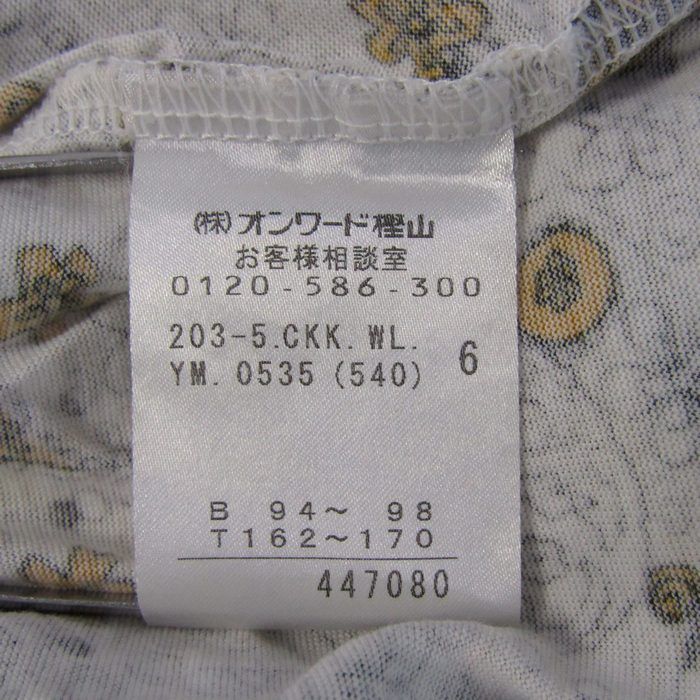 (株)オンワード樫山
お客様相談室
0120-586-300
203-5.CKK.WL.
YM.0535(540) 6
B 94～ 98
T162～170
447080